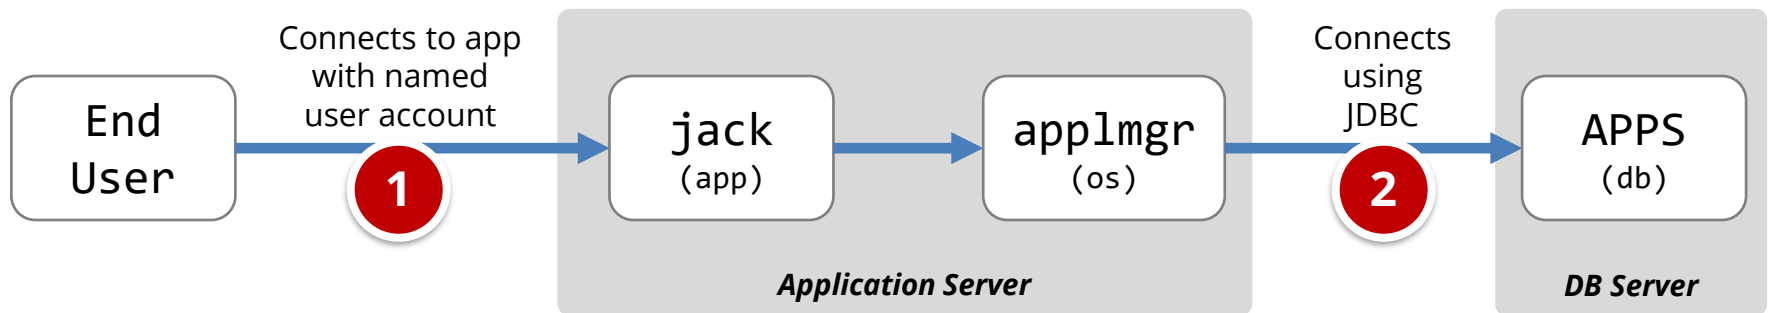 End
User
Connects to app
with named
user account
1
jack
(app)
applmgr
(os)
Application Server
Connects
using
JDBC
2
APPS
(db)
DB Server